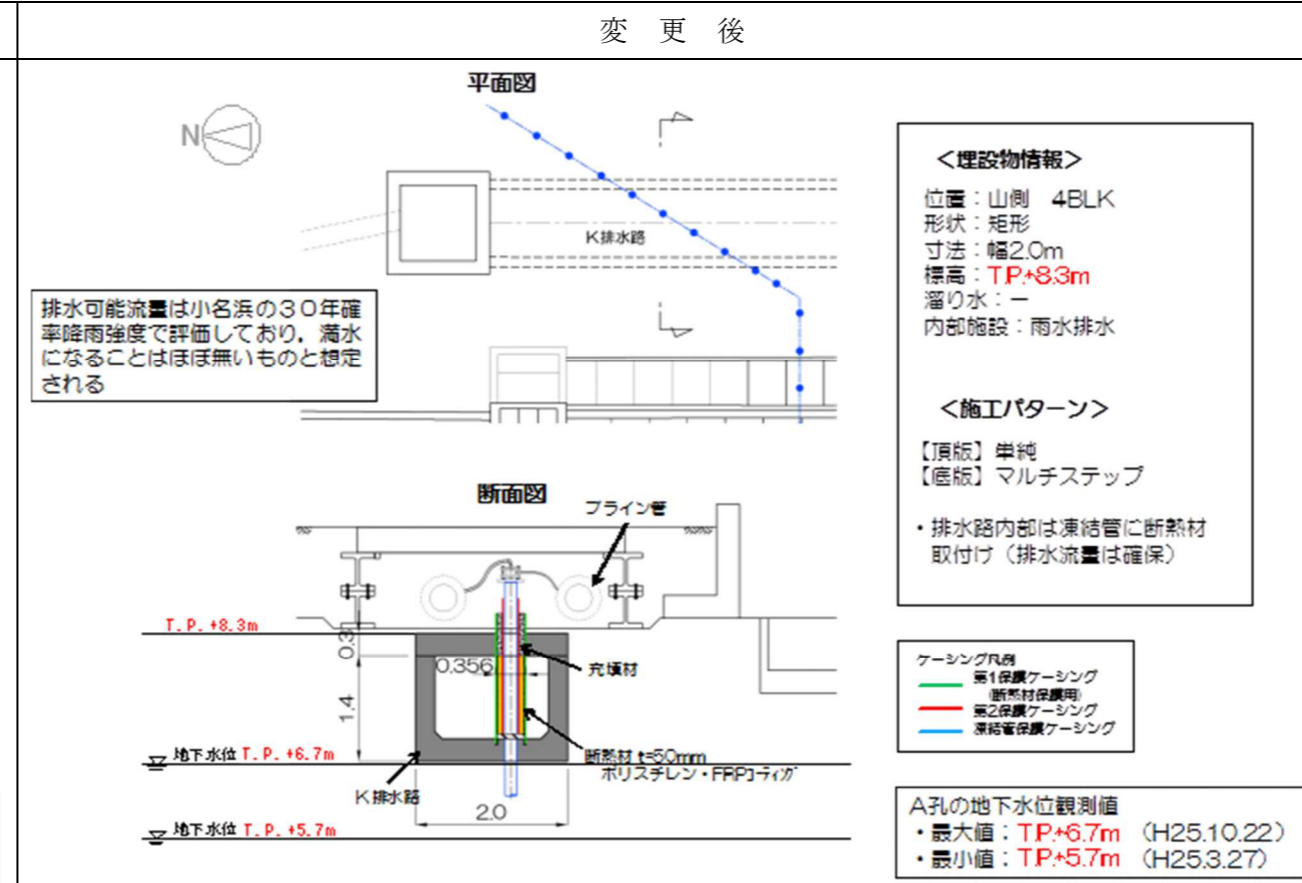 変 更 後
平面図
N
K排水路
排水可能流量は小名浜の30年確
率降雨強度で評価しており，満水
になることはほぼ無いものと想定
される
＜埋設物情報＞
位置：山側 4BLK
形状：矩形
寸法：幅2.0m
標高：T.P.+8.3m
溜り水：－
内部施設：雨水排水
＜施工パターン＞
【頂版】単純
【底版】マルチステップ
・排水路内部は凍結管に断熱材
取付け（排水流量は確保）
断面図
ブライン管
T.P. +8.3m
0.3
0.356
充填材
1.4
地下水位 T.P. +6.7m
断熱材 t=50mm
ポリスチレン・FRPｺｰティング
K排水路
2.0
地下水位 T.P. +5.7m
ケーシング凡例
第1保護ケーシング
(断熱材保護用)
第2保護ケーシング
凍結管保護ケーシング
A孔の地下水位観測値
・最大値：T.P.+6.7m （H25.10.22）
・最小値：T.P.+5.7m （H25.3.27）